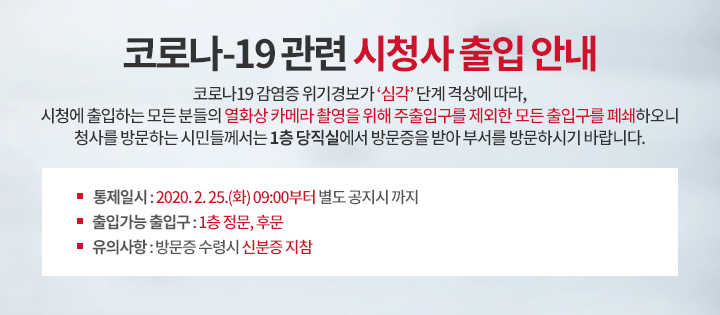 코로나-19 관련 시청사 출입 안내
코로나19 감염증 위기경보가 ‘심각’ 단계 격상에 따라,
시청에 출입하는 모든 분들의 열화상 카메라 촬영을 위해 주출입구를 제외한 모든 출입구를 폐쇄하오니
청사를 방문하는 시민들께서는 1층 당직실에서 방문증을 받아 부서를 방문하시기 바랍니다.
통제일시 : 2020. 2. 25.(화) 09:00부터 별도 공지시 까지
출입가능 출입구 : 1층 정문, 후문
유의사항 : 방문증 수령시 신분증 지참